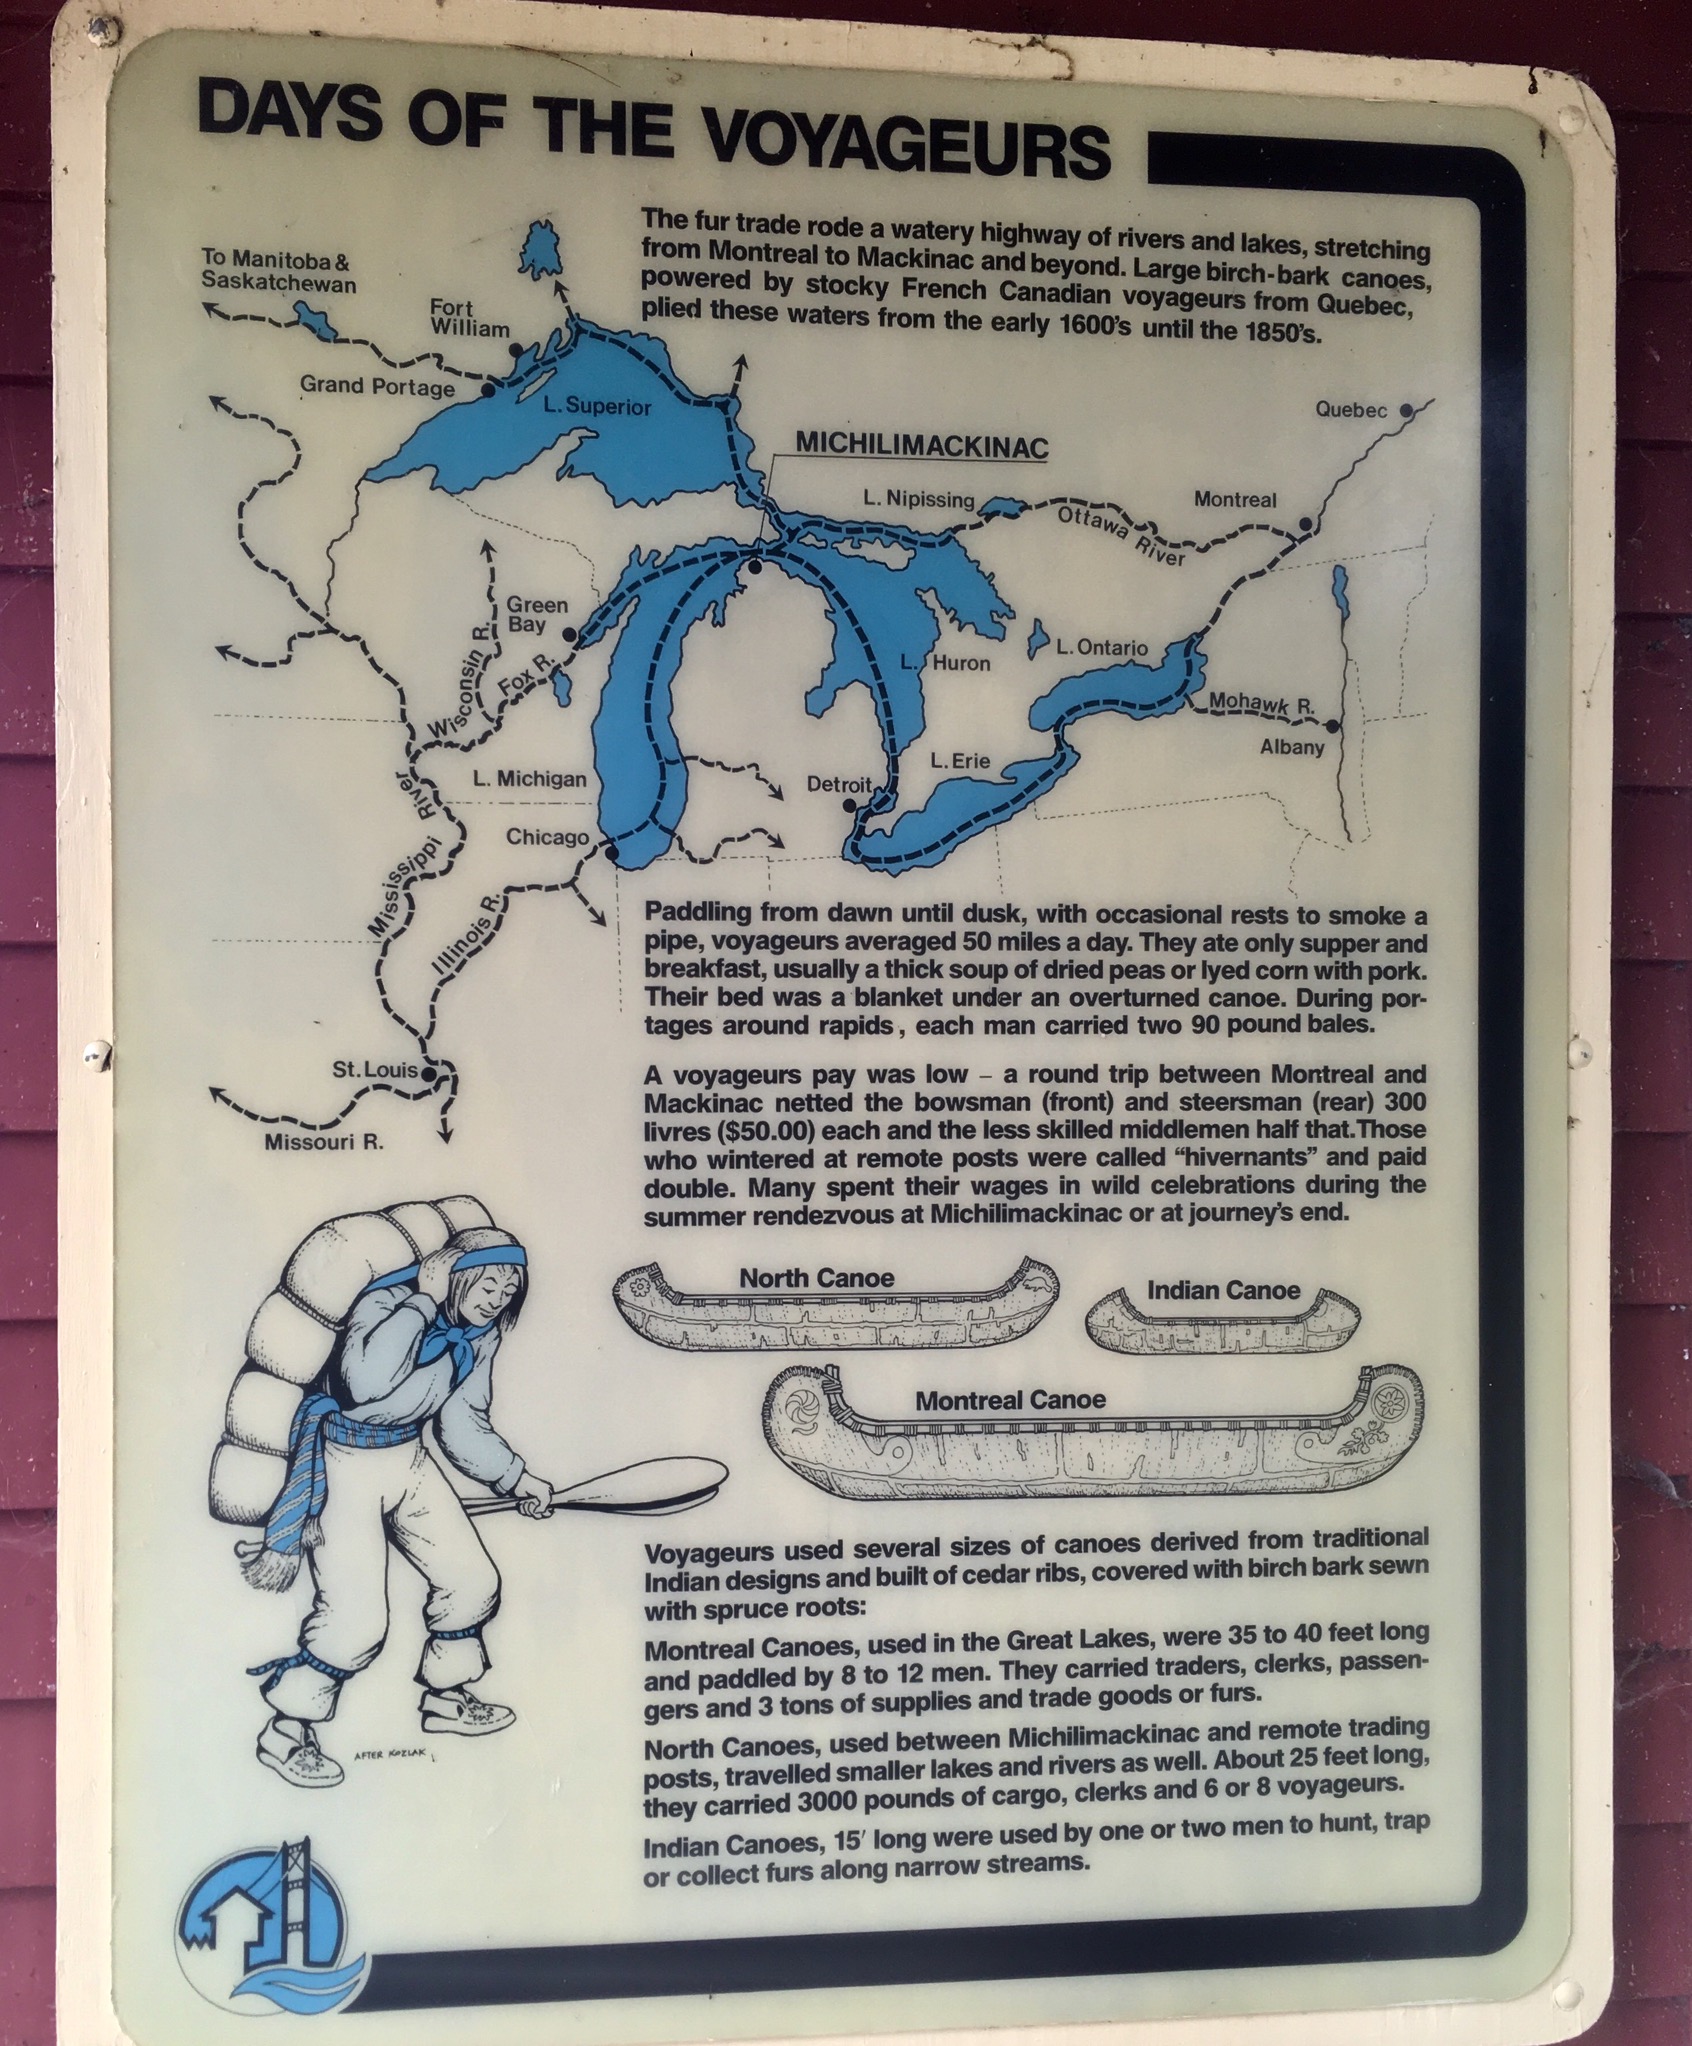 DAYS OF THE VOYAGEURS
The fur trade rode a watery highway of rivers and lakes, stretching
from Montreal to Mackinac and beyond. Large birch-bark canoes,
powered by stocky French Canadian voyageurs from Quebec,
plied these waters from the early 1600's until the 1850's.
To Manitoba &
Saskatchewan
Fort
William
Grand Portage
L. Superior
Quebec
MICHILIMACKINAC
L. Nipissing
Ottawa River
Montreal
Green
Bay
Wisconsin R.
Fox R.
L. Huron
L. Ontario
Mohawk R.
Albany
L. Michigan
L. Erie
Detroit
Chicago
Mississippi River
Illinois R.
St. Louis
Missouri R.
Paddling from dawn until dusk, with occasional rests to smoke a
pipe, voyageurs averaged 50 miles a day. They ate only supper and
breakfast, usually a thick soup of dried peas or lyed corn with pork.
Their bed was a blanket under an overturned canoe. During por-
tages around rapids, each man carried two 90 pound bales.
A voyageurs pay was low – a round trip between Montreal and
Mackinac netted the bowsman (front) and steersman (rear) 300
livres ($50.00) each and the less skilled middlemen half that. Those
who wintered at remote posts were called “hivernants” and paid
double. Many spent their wages in wild celebrations during the
summer rendezvous at Michilimackinac or at journey's end.
North Canoe
Indian Canoe
Montreal Canoe
AFTER KOZLAK
Voyageurs used several sizes of canoes derived from traditional
Indian designs and built of cedar ribs, covered with birch bark sewn
with spruce roots:
Montreal Canoes, used in the Great Lakes, were 35 to 40 feet long
and paddled by 8 to 12 men. They carried traders, clerks, passen-
gers and 3 tons of supplies and trade goods or furs.
North Canoes, used between Michilimackinac and remote trading
posts, travelled smaller lakes and rivers as well. About 25 feet long,
they carried 3000 pounds of cargo, clerks and 6 or 8 voyageurs.
Indian Canoes, 15′ long were used by one or two men to hunt, trap
or collect furs along narrow streams.